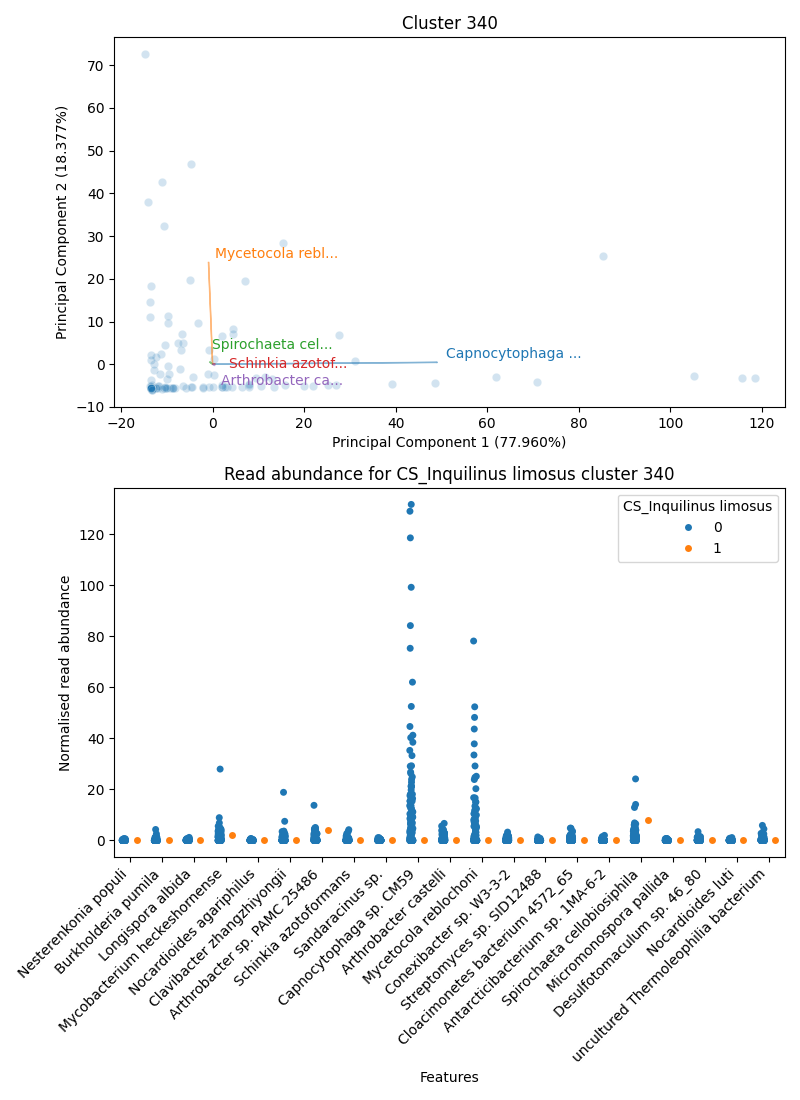 Cluster 340
70
60
50
40
30
20
10
0
−10
Principal Component 2 (18.377%)
Mycetocola rebl...
Spirochaeta cel...
Schinkia azotof...
Arthrobacter ca...
Capnocytophaga ...
−20
0
20
40
60
80
100
120
Principal Component 1 (77.960%)
Read abundance for CS_Inquilinus limosus cluster 340
CS_Inquilinus limosus
0
1
120
100
80
60
40
20
0
Normalised read abundance
Nesterenkonia populi
Burkholderia pumila
Longispora albida
Mycobacterium heckeshornense
Nocardioides agariphilus
Clavibacter zhangzhiyongii
Arthrobacter sp. PAMC 25486
Schinkia azotoformans
Sandaracinus sp.
Capnocytophaga sp. CM59
Arthrobacter castelli
Mycetocola reblochoni
Conexibacter sp. W3-3-2
Streptomyces sp. SID12488
Cloacimonetes bacterium 4572_65
Antarcticibacterium sp. 1MA-6-2
Spirochaeta cellobiosiphila
Micromonospora pallida
Desulfotomaculum sp. 46_80
Nocardioides luti
uncultured Thermoleophilia bacterium
Features